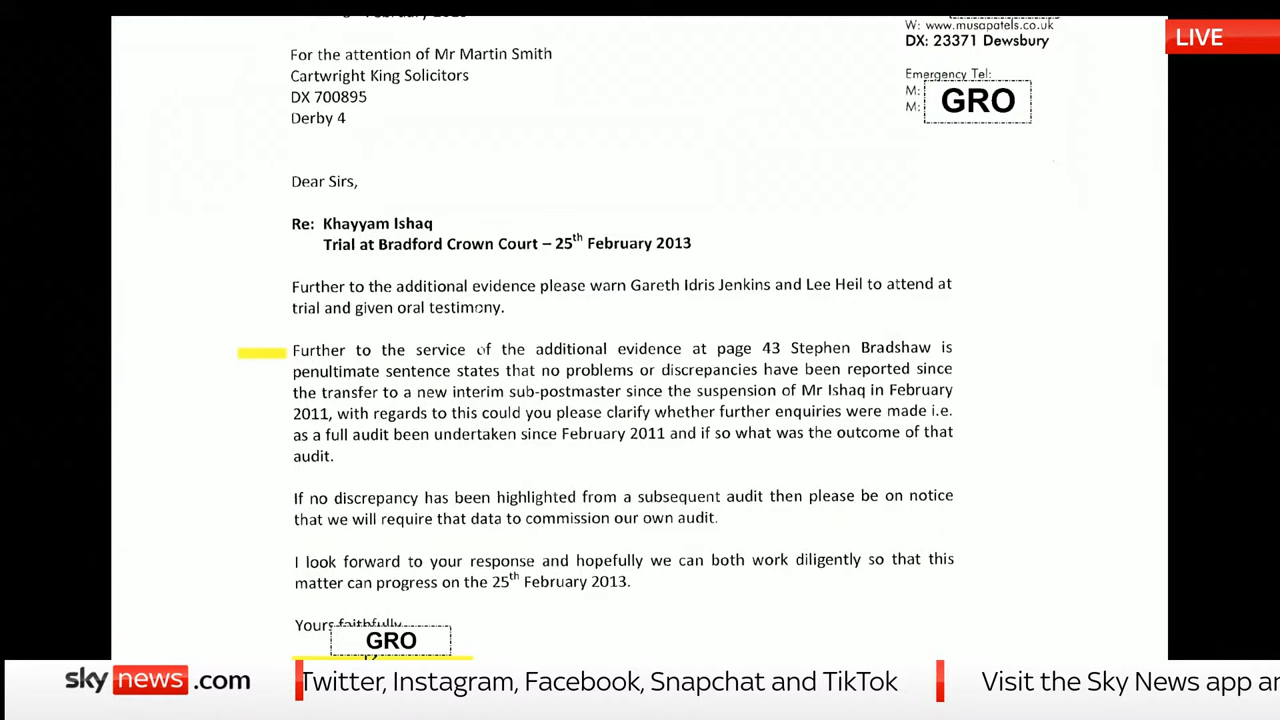 W: www.musapatels.co.uk
DX: 23371 Dewsbury
LIVE
For the attention of Mr Martin Smith
Cartwright King Solicitors
DX 700895
Derby 4
Emergency Tel:
M:
M:
GRO
Dear Sirs,
Re: Khayyam Ishaq
Trial at Bradford Crown Court – 25th February 2013
Further to the additional evidence please warn Gareth Idris Jenkins and Lee Heil to attend at
trial and given oral testimony.
Further to the service of the additional evidence at page 43 Stephen Bradshaw is
penultimate sentence states that no problems or discrepancies have been reported since
the transfer to a new interim sub-postmaster since the suspension of Mr Ishaq in February
2011, with regards to this could you please clarify whether further enquiries were made i.e.
as a full audit been undertaken since February 2011 and if so what was the outcome of that
audit.
If no discrepancy has been highlighted from a subsequent audit then please be on notice
that we will require that data to commission our own audit.
I look forward to your response and hopefully we can both work diligently so that this
matter can progress on the 25th February 2013.
Yours faithfully
GRO
sky news .com
Twitter, Instagram, Facebook, Snapchat and TikTok
Visit the Sky News app